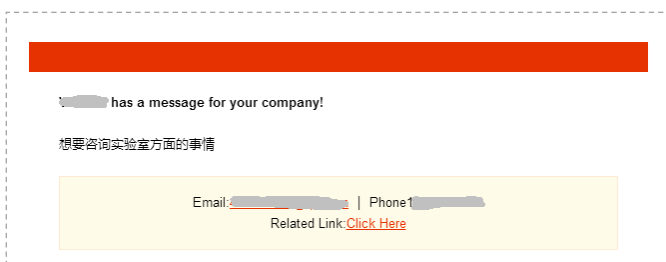 has a message for your company!
想要咨询实验室方面的事情
Email: | Phone1
Related Link:Click Here